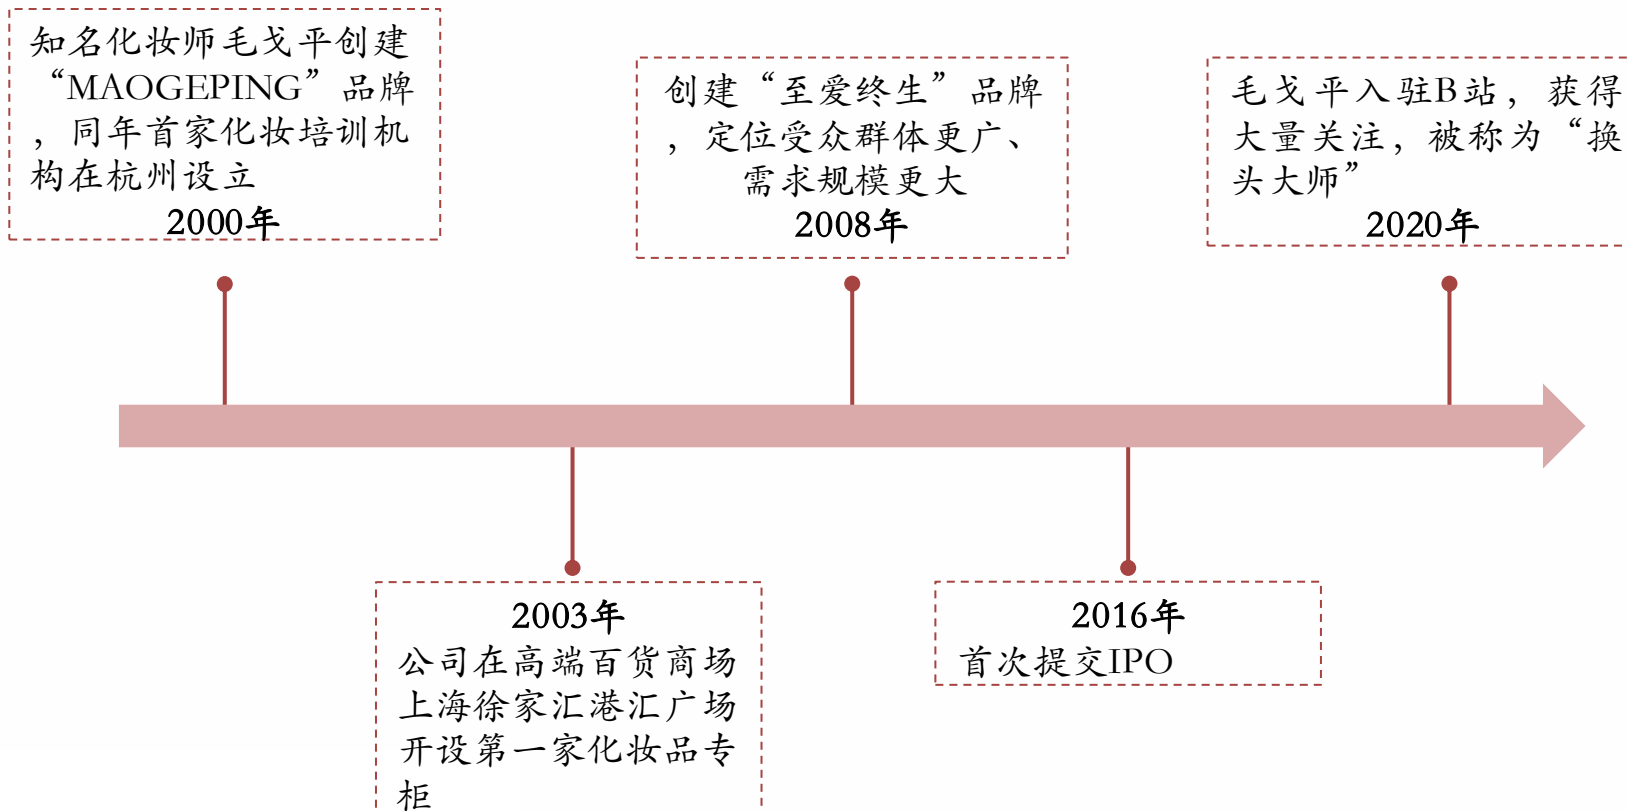 知名化妆师毛戈平创建
“MAOGEPING”品牌
，同年首家化妆培训机
构在杭州设立
2000年
创建“至爱终生”品牌
，定位受众群体更广、
需求规模更大
2008年
毛戈平入驻B站，获得
大量关注，被称为“换
头大师”
2020年
2003年
公司在高端百货商场
上海徐家汇港汇广场
开设第一家化妆品专
柜
2016年
首次提交IPO